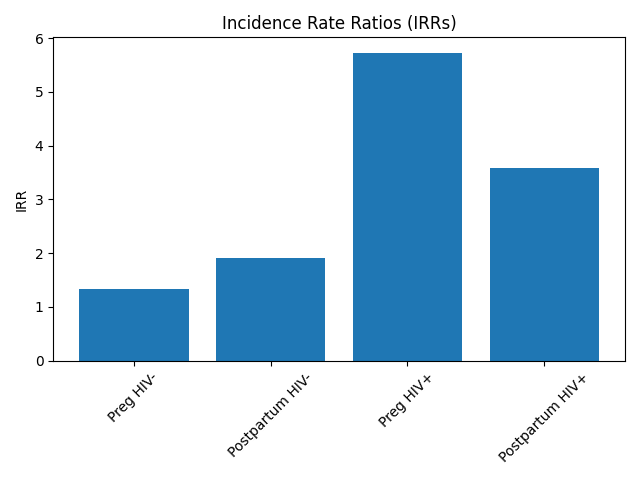 Incidence Rate Ratios (IRRs)
6
5
4
3
2
1
0
IRR
Preg HIV-
Postpartum HIV-
Preg HIV+
Postpartum HIV+